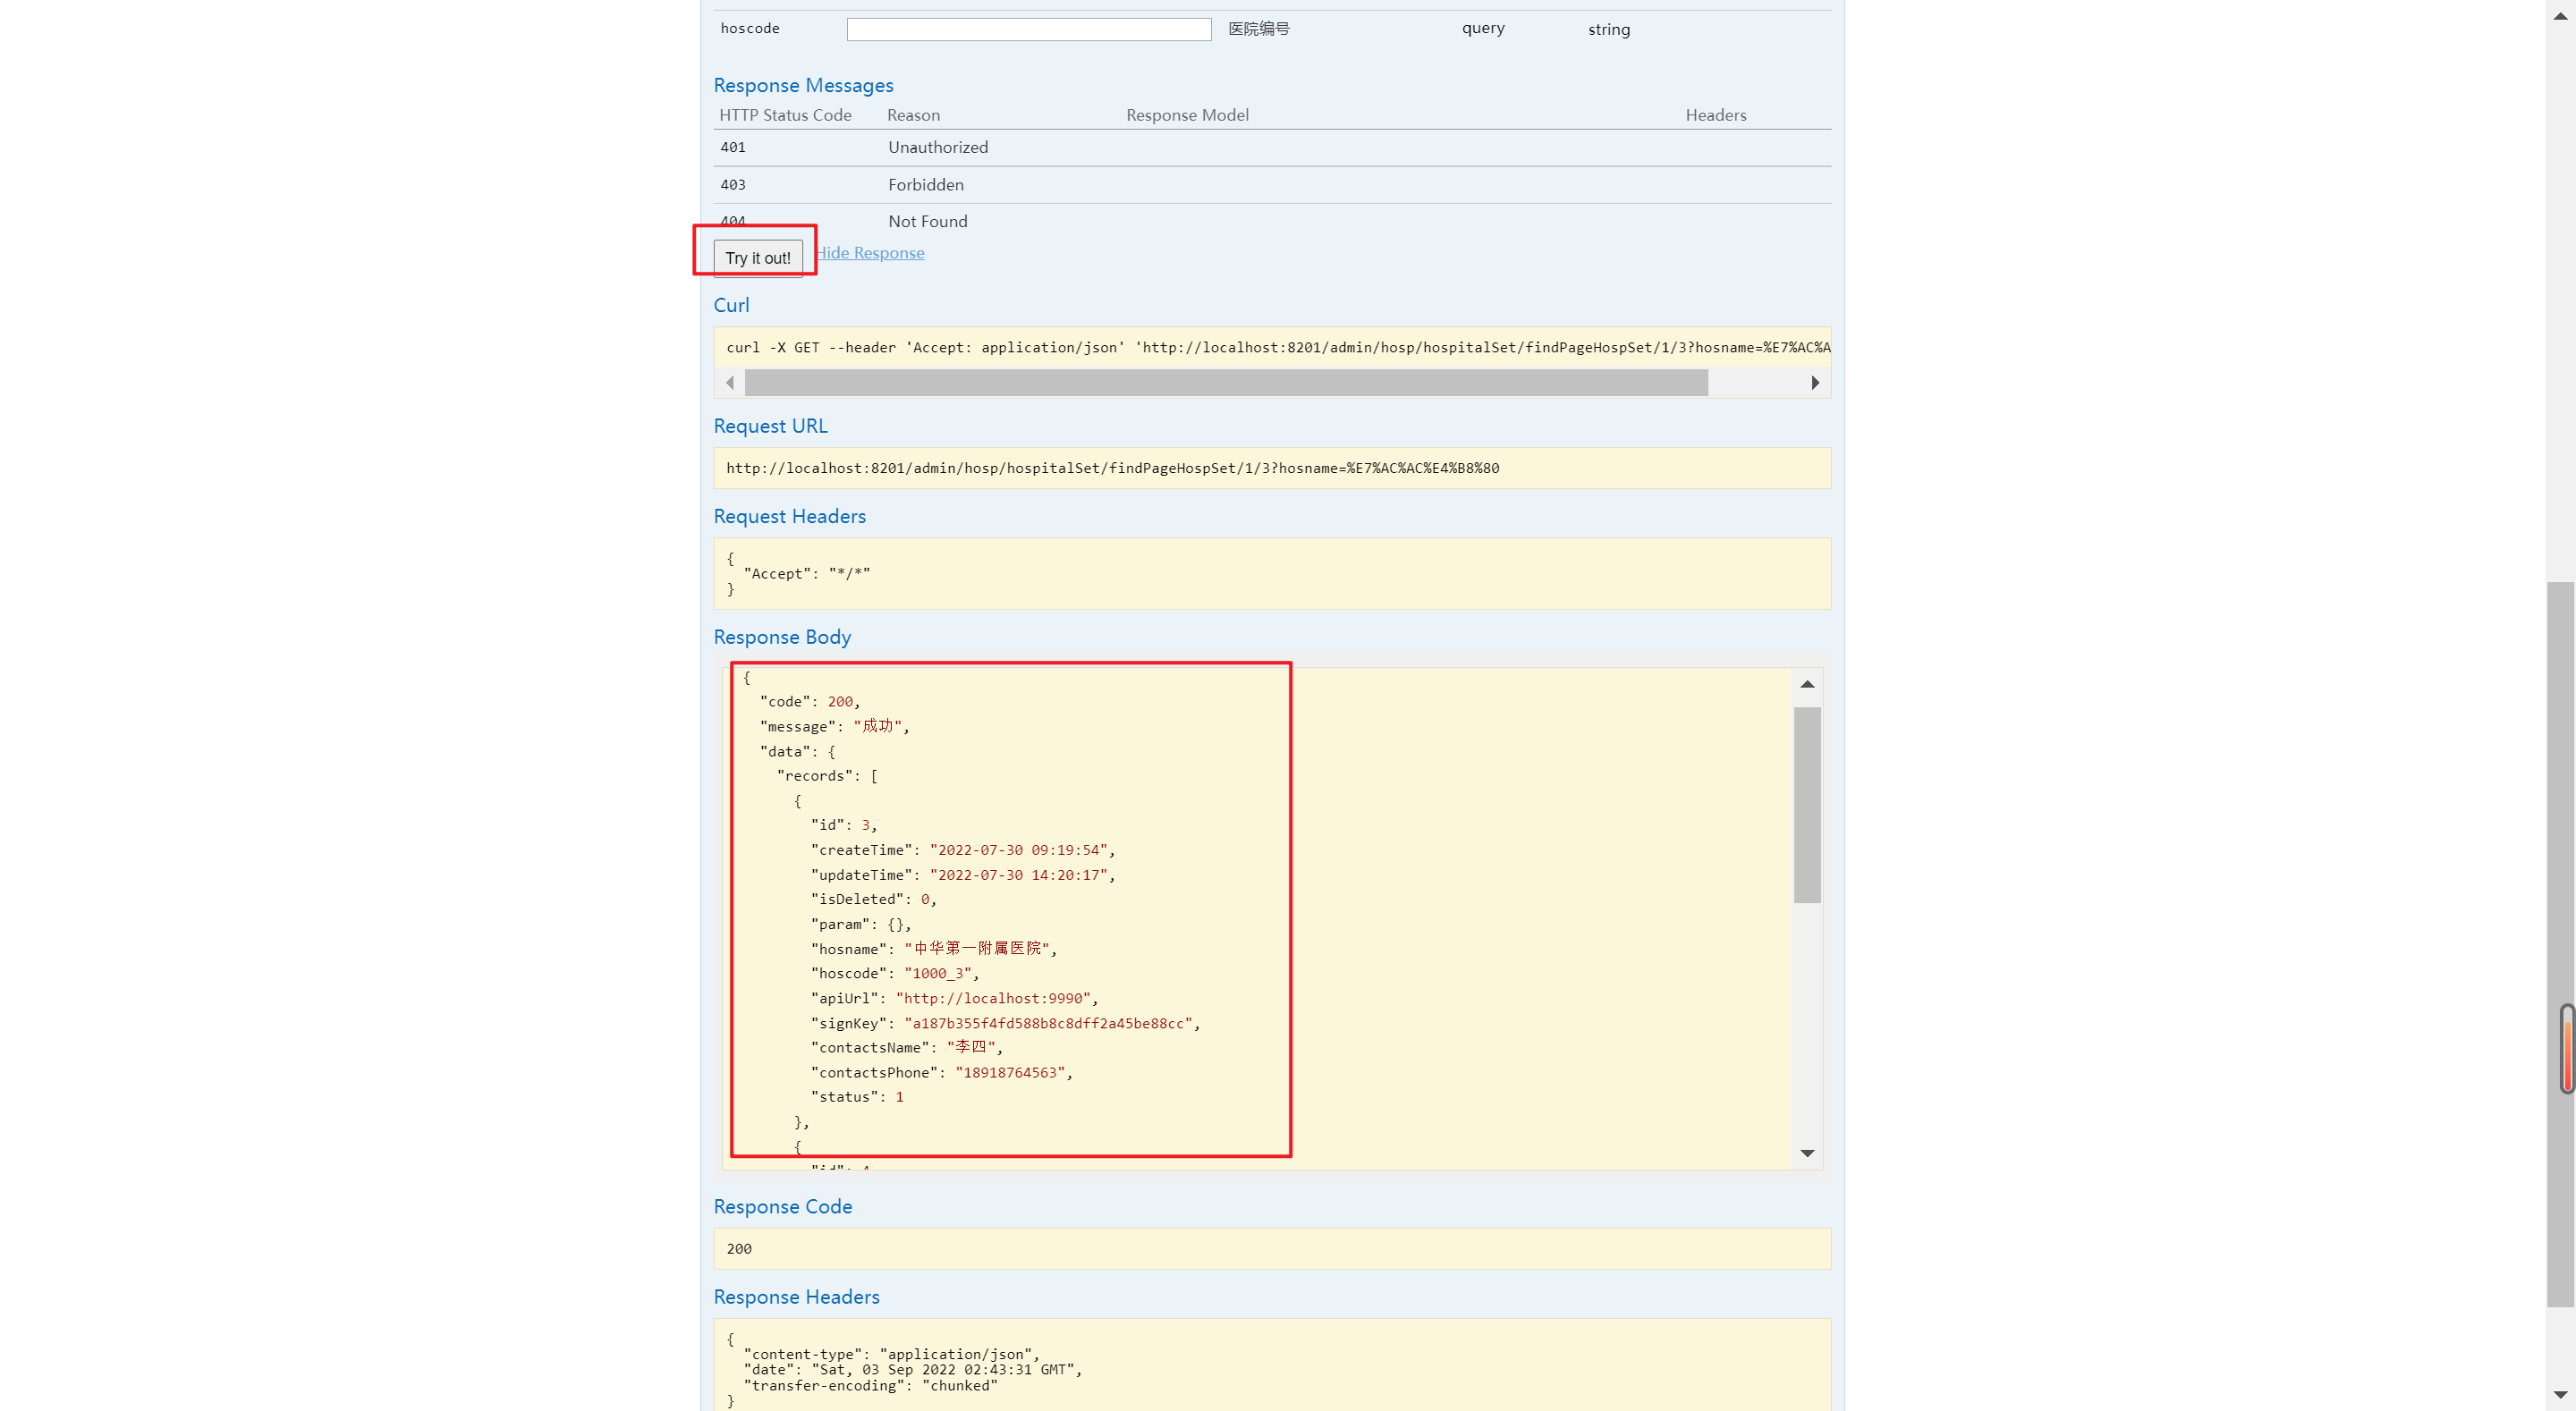 hoscode 医院编号 query string
Response Messages
HTTP Status Code Reason Response Model Headers
401 Unauthorized
403 Forbidden
404 Not Found
Try it out! Hide Response
Curl
curl -X GET --header 'Accept: application/json' 'http://localhost:8201/admin/hosp/hospitalSet/findPageHospSet/1/3?hosname=%E7%AC%A
Request URL
http://localhost:8201/admin/hosp/hospitalSet/findPageHospSet/1/3?hosname=%E7%AC%AC%E4%B8%80
Request Headers
{
"Accept": "*/*"
}
Response Body
{
"code": 200,
"message": "成功",
"data": {
"records": [
{
"id": 3,
"createTime": "2022-07-30 09:19:54",
"updateTime": "2022-07-30 14:20:17",
"isDeleted": 0,
"param": {},
"hosname": "中华第一附属医院",
"hoscode": "1000_3",
"apiUrl": "http://localhost:9990",
"signKey": "a187b355f4fd588b8c8dff2a45be88cc",
"contactsName": "李四",
"contactsPhone": "18918764563",
"status": 1
},
{
"id": 4
Response Code
200
Response Headers
{
"content-type": "application/json",
"date": "Sat, 03 Sep 2022 02:43:31 GMT",
"transfer-encoding": "chunked"
}